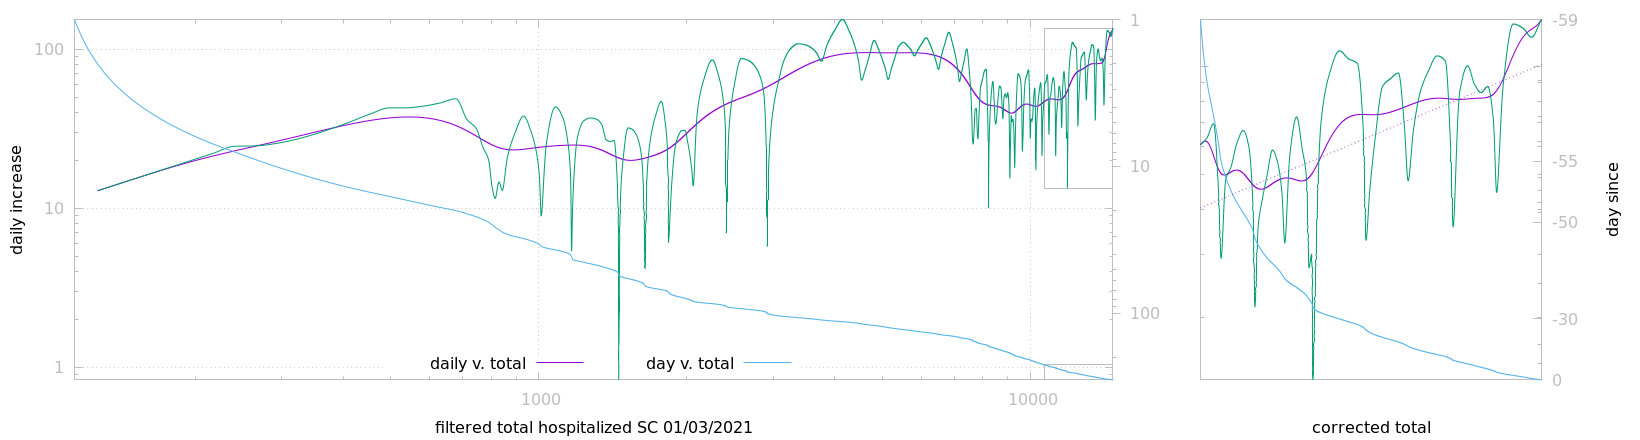 100
10
1
daily increase
1000
10000
filtered total hospitalized SC 01/03/2021
daily v. total
day v. total
1
10
100
-59
-55
-50
-30
0
day since
corrected total